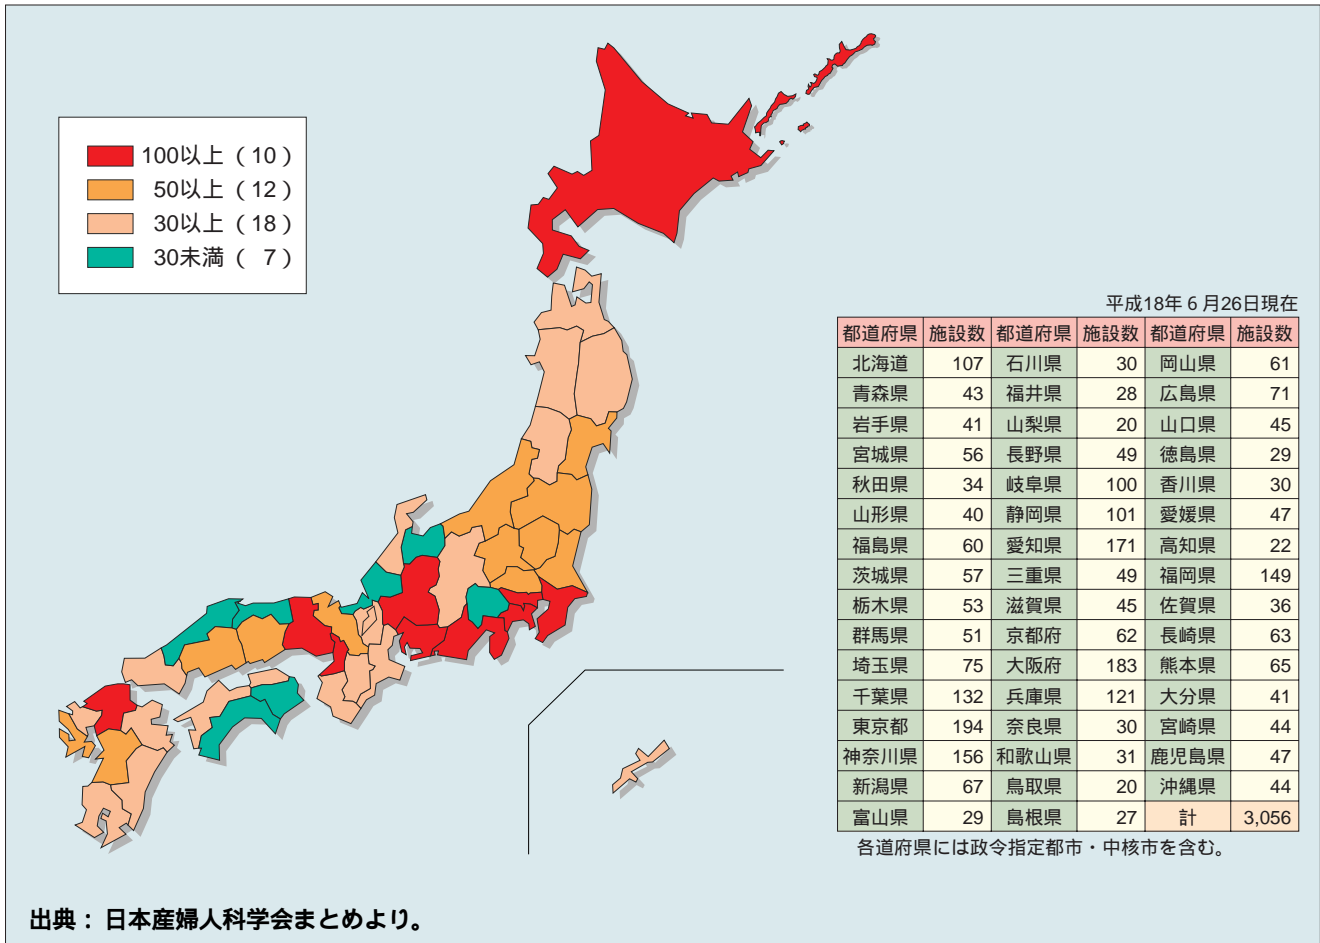 100以上（10）
50以上（12）
30以上（18）
30未満（ 7）
平成18年6月26日現在
都道府県 施設数 都道府県 施設数 都道府県 施設数
北海道 107 石川県 30 岡山県 61
青森県 43 福井県 28 広島県 71
岩手県 41 山梨県 20 山口県 45
宮城県 56 長野県 49 徳島県 29
秋田県 34 岐阜県 100 香川県 30
山形県 40 静岡県 101 愛媛県 47
福島県 60 愛知県 171 高知県 22
茨城県 57 三重県 49 福岡県 149
栃木県 53 滋賀県 45 佐賀県 36
群馬県 51 京都府 62 長崎県 63
埼玉県 75 大阪府 183 熊本県 65
千葉県 132 兵庫県 121 大分県 41
東京都 194 奈良県 30 宮崎県 44
神奈川県 156 和歌山県 31 鹿児島県 47
新潟県 67 鳥取県 20 沖縄県 44
富山県 29 島根県 27 計 3,056
各道府県には政令指定都市・中核市を含む。
出典：日本産婦人科学会まとめより。